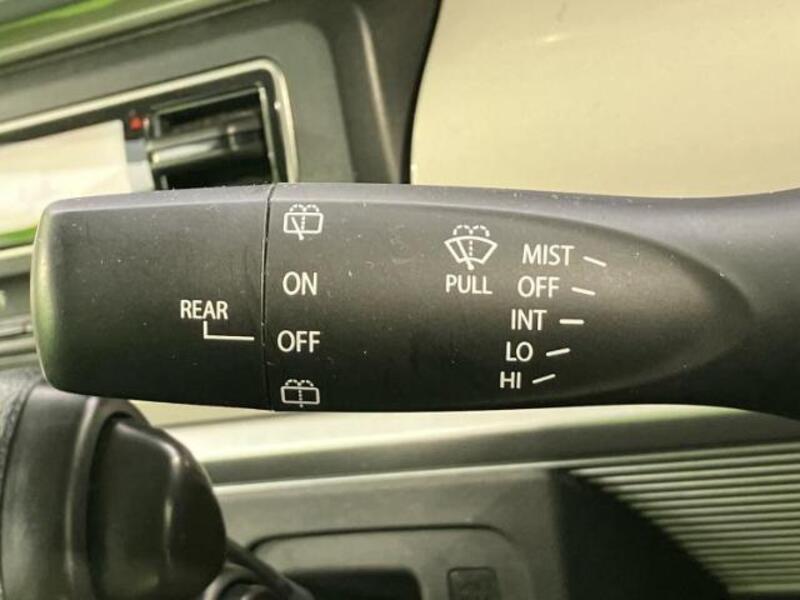 REAR
ON
OFF
PULL
MIST
OFF
INT
LO
HI